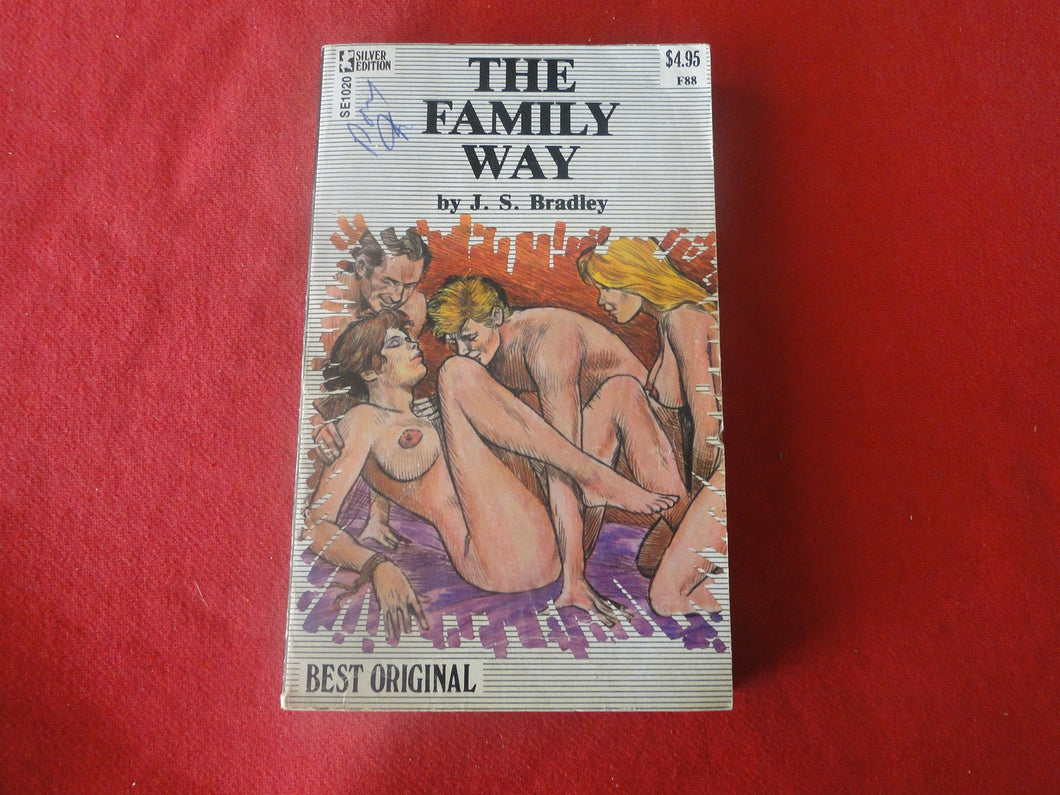 SILVER
EDITION
SE1020
$4.95
F88
THE
FAMILY
WAY
by J. S. Bradley
BEST ORIGINAL